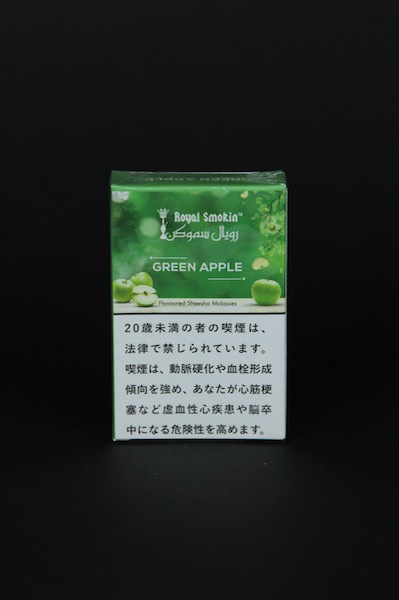 GREEN APPLE
Royal Smokin™
رويال سموكن
GREEN APPLE
Flavoured Sheesha Molasses
20歳未満の者の喫煙は、
法律で禁じられています。
喫煙は、動脈硬化や血栓形成
傾向を強め、あなたが心筋梗
塞など虚血性心疾患や脳卒
中になる危険性を高めます。